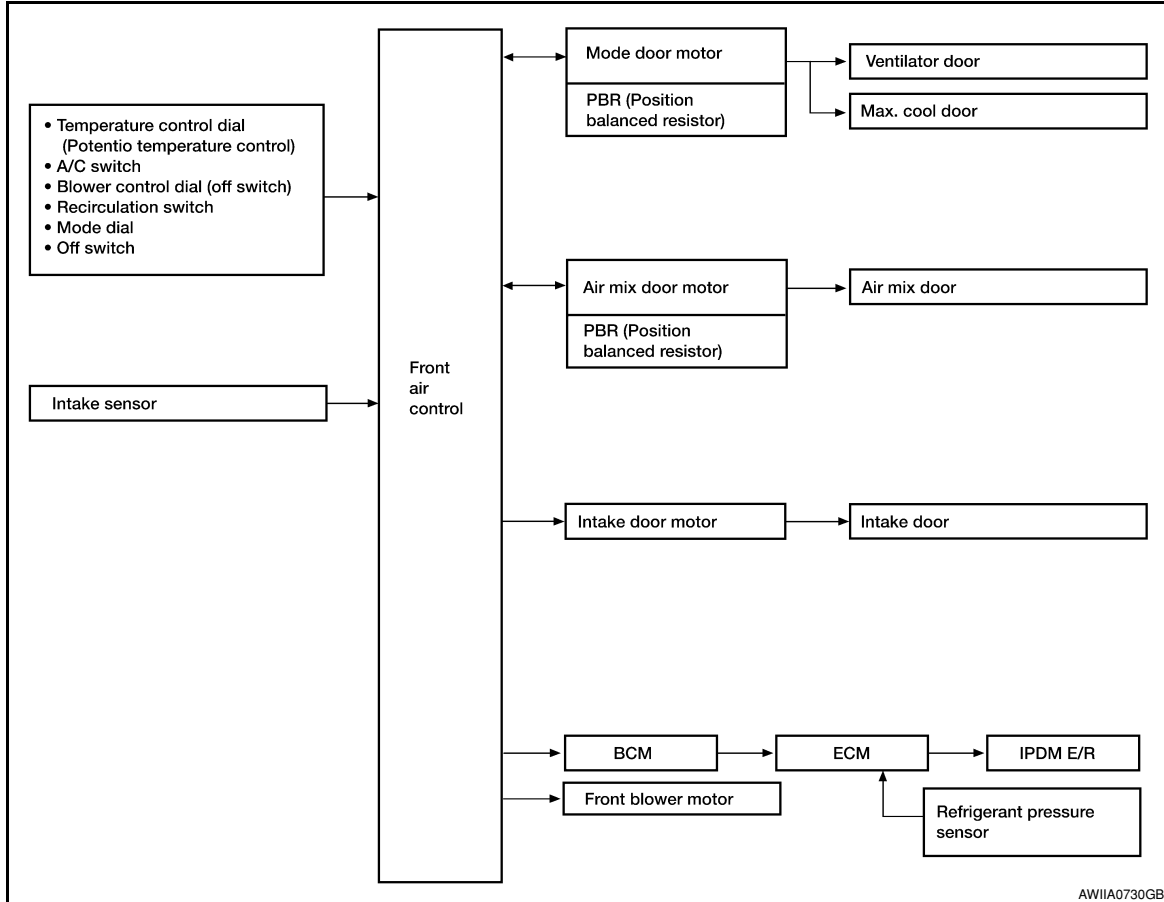 Mode door motor
PBR (Position
balanced resistor)
Ventilator door
Max. cool door
• Temperature control dial
(Potentio temperature control)
• A/C switch
• Blower control dial (off switch)
• Recirculation switch
• Mode dial
• Off switch
Air mix door motor
PBR (Position
balanced resistor)
Air mix door
Intake sensor
Front
air
control
Intake door motor
Intake door
BCM
ECM
IPDM E/R
Front blower motor
Refrigerant pressure
sensor
AWIIA0730GB